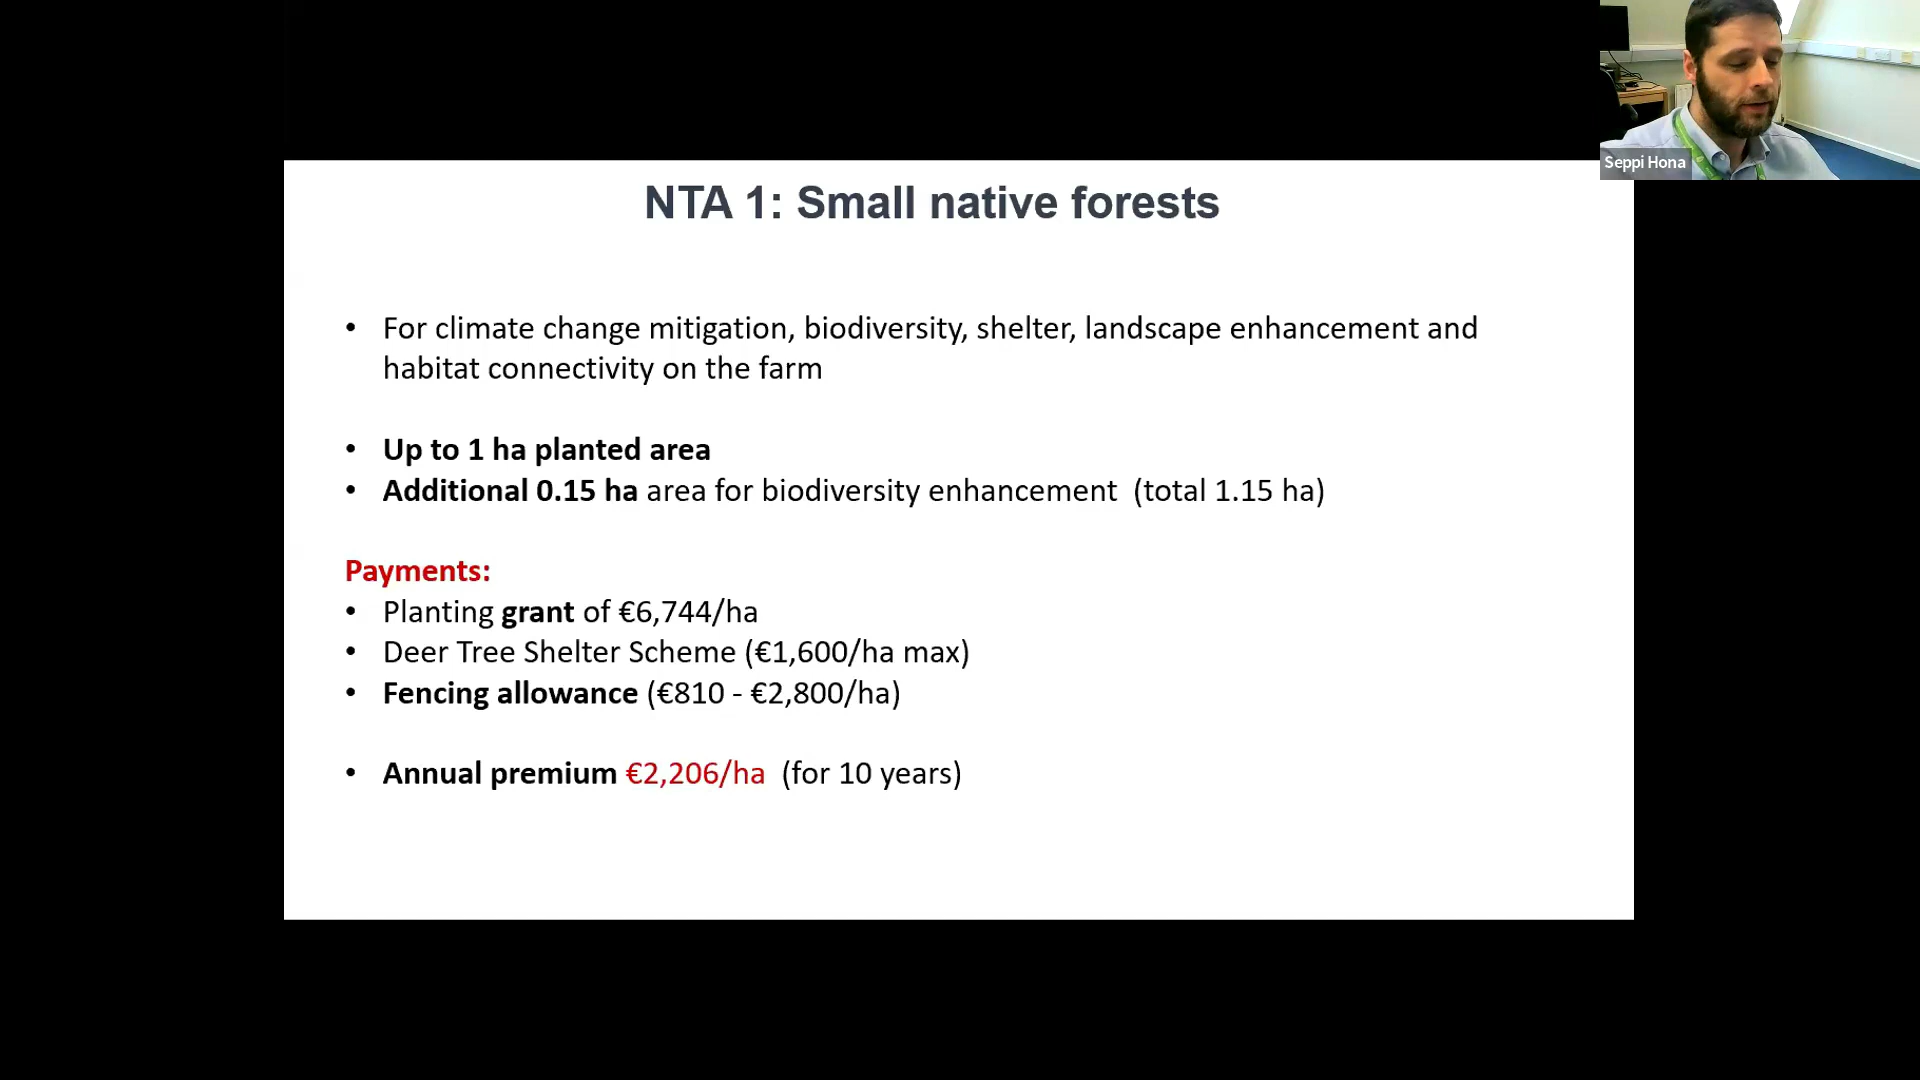 Seppi Hona
NTA 1: Small native forests
• For climate change mitigation, biodiversity, shelter, landscape enhancement and
habitat connectivity on the farm
• Up to 1 ha planted area
• Additional 0.15 ha area for biodiversity enhancement (total 1.15 ha)
Payments:
• Planting grant of €6,744/ha
• Deer Tree Shelter Scheme (€1,600/ha max)
• Fencing allowance (€810 - €2,800/ha)
• Annual premium €2,206/ha (for 10 years)